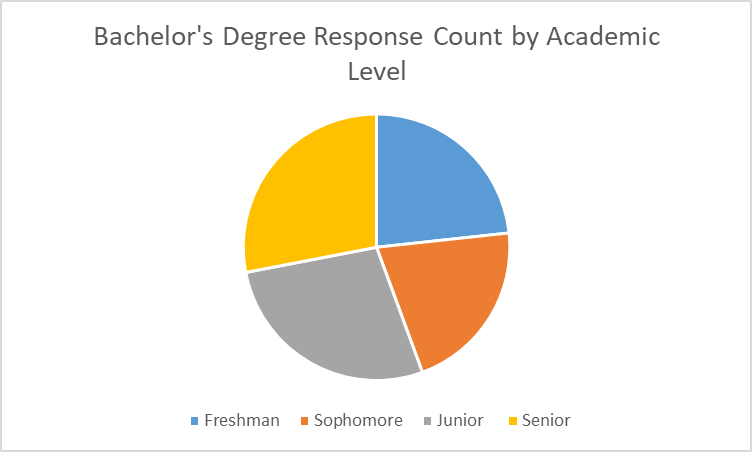 Bachelor's Degree Response Count by Academic
Level
Freshman Sophomore Junior Senior